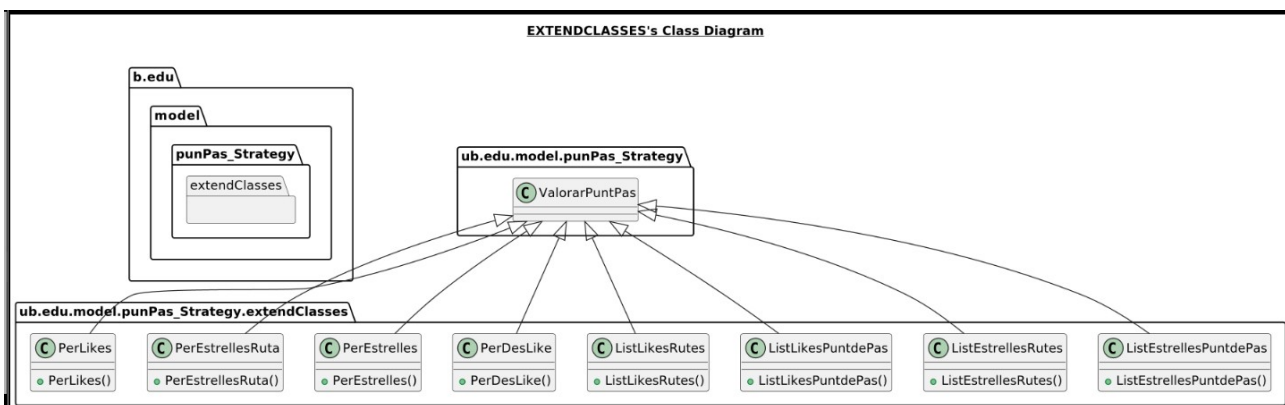 EXTENDCLASSES's Class Diagram
b.edu
model
punPas_Strategy
extendClasses
ub.edu.model.punPas_Strategy
C ValorarPuntPas
ub.edu.model.punPas_Strategy.extendClasses
C PerLikes
PerLikes()
C PerEstrellesRuta
PerEstrellesRuta()
C PerEstrelles
PerEstrelles()
C PerDesLike
PerDesLike()
C ListLikesRutes
ListLikesRutes()
C ListLikesPuntdePas
ListLikesPuntdePas()
C ListEstrellesRutes
ListEstrellesRutes()
C ListEstrellesPuntdePas
ListEstrellesPuntdePas()